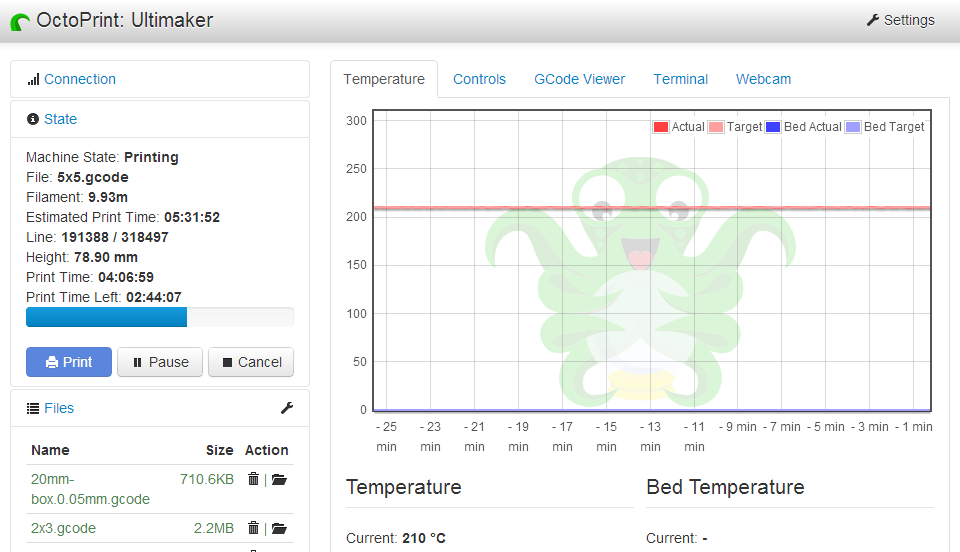 OctoPrint: Ultimaker
Settings
Connection
State
Machine State: Printing
File: 5x5.gcode
Filament: 9.93m
Estimated Print Time: 05:31:52
Line: 191388 / 318497
Height: 78.90 mm
Print Time: 04:06:59
Print Time Left: 02:44:07
Print Pause Cancel
Files
Name Size Action
20mm- 710.6KB |
box.0.05mm.gcode
2x3.gcode 2.2MB |
Temperature Controls GCode Viewer Terminal Webcam
Actual Target Bed Actual Bed Target
300
250
200
150
100
50
0
- 25 - 23 - 21 - 19 - 17 - 15 - 13 - 11 - 9 min - 7 min - 5 min - 3 min - 1 min
min min min min min min min min
Temperature
Current: 210 °C
Bed Temperature
Current: -